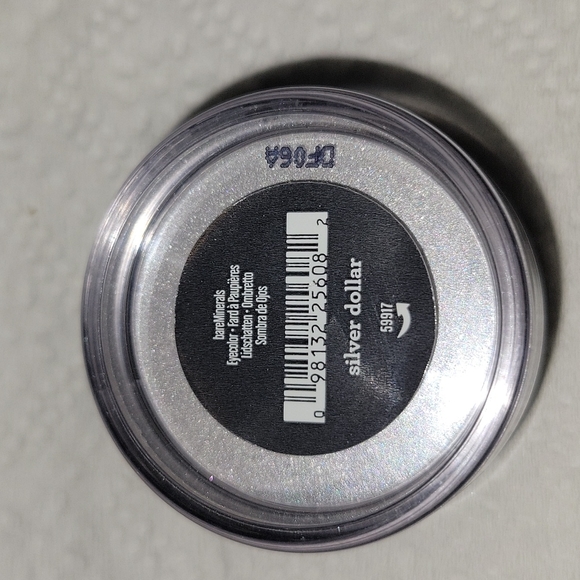 bareMinerals
Eyecolor • Fard à Paupières
Lidschatten • Ombretto
Sombra de Ojos
0 98132 25608 2
silver dollar
59917
DF06A